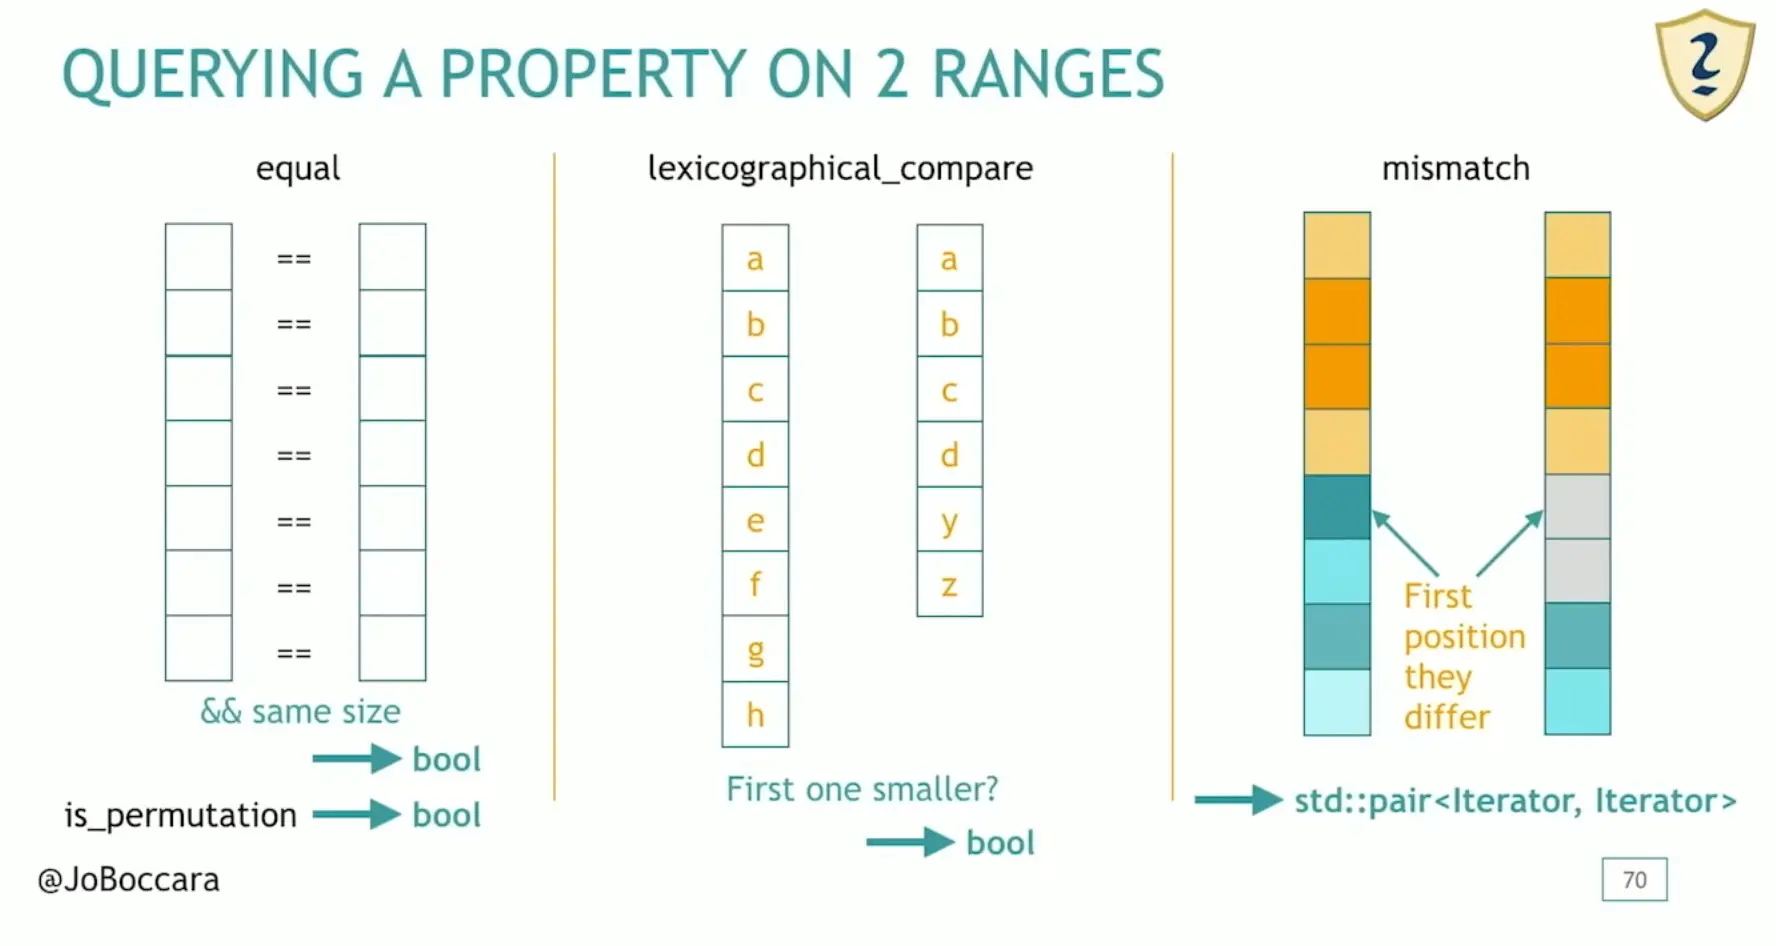 QUERYING A PROPERTY ON 2 RANGES
equal
==
==
==
==
==
==
==
&& same size
bool
is_permutation
bool
lexicographical_compare
a a
b b
c c
d d
e y
f z
g
h
First one smaller?
bool
mismatch
First
position
they
differ
std::pair<Iterator, Iterator>
@JoBoccara
70